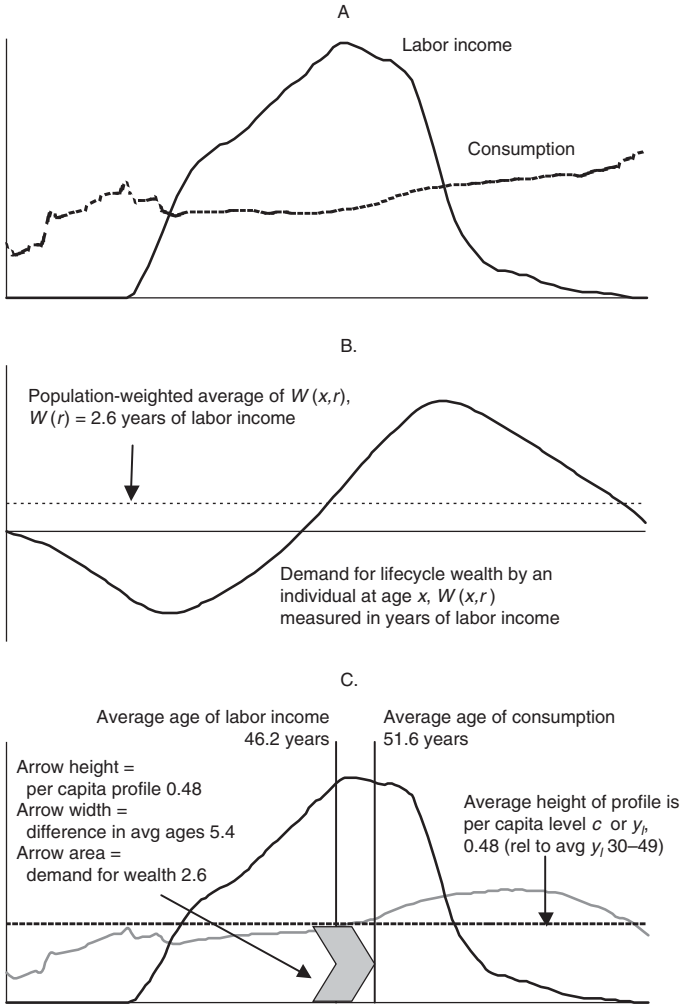 A
Labor income
Consumption
B.
Population-weighted average of W (x,r),
W (r) = 2.6 years of labor income
Demand for lifecycle wealth by an
individual at age x, W (x,r )
measured in years of labor income
C.
Average age of labor income
46.2 years
Average age of consumption
51.6 years
Arrow height =
per capita profile 0.48
Arrow width =
difference in avg ages 5.4
Arrow area =
demand for wealth 2.6
Average height of profile is
per capita level c or yl,
0.48 (rel to avg yl 30–49)